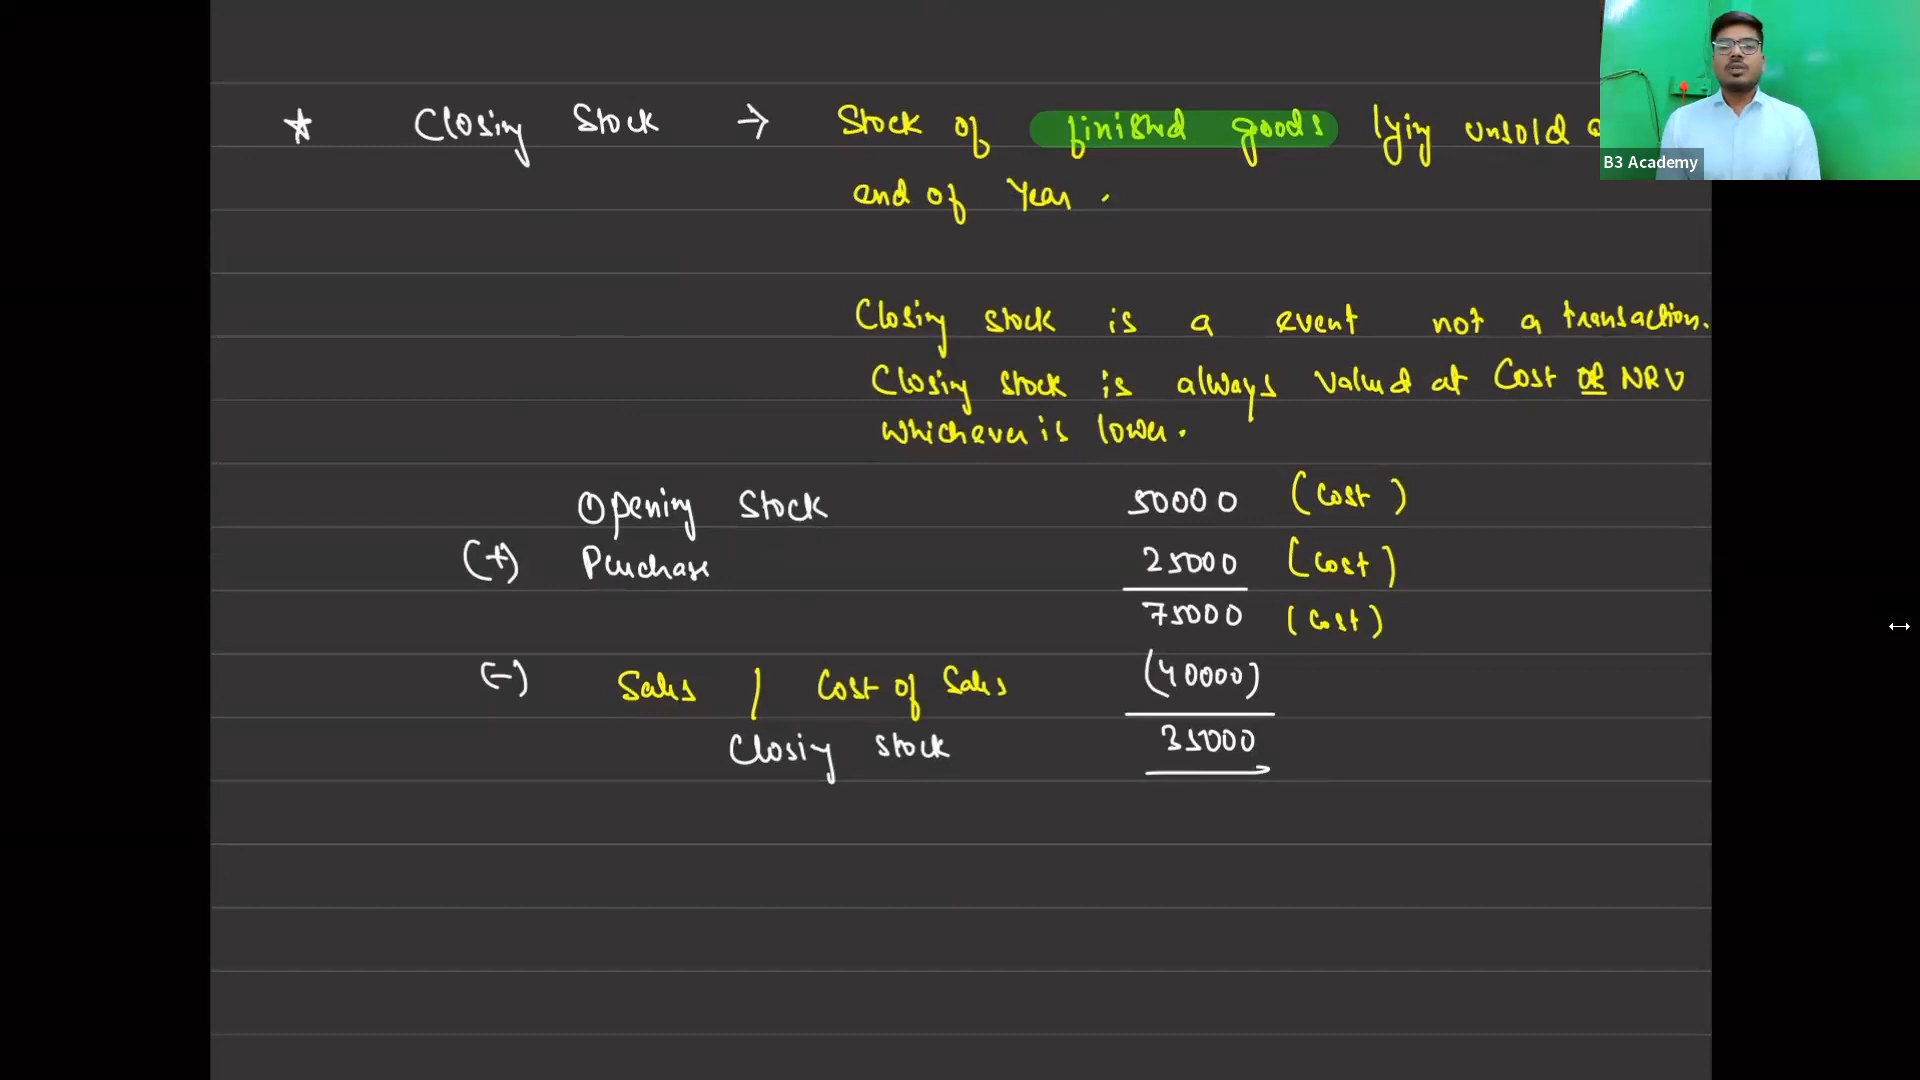 ☆ Closing Stock → Stock of finished goods lying unsold
end of Year.
B3 Academy
Closing stock is a event not a transaction.
Closing stock is always valued at Cost OR NRV
whichever is lower.
Opening Stock 50000 (Cost)
(+) Purchase 25000 (Cost)
75000 (Cost)
(-) Sales / Cost of Sales (40000)
Closing stock 35000